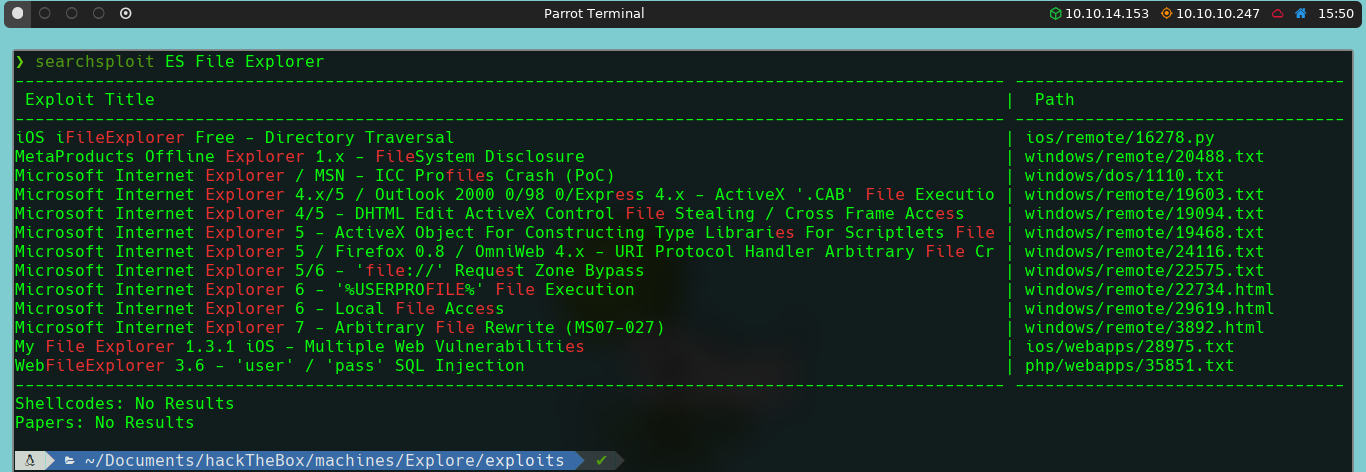 Parrot Terminal 10.10.14.153 10.10.10.247 15:50
❯ searchsploit ES File Explorer
---------------------------------------------------------------------------------------------------- ---------------------------------
Exploit Title | Path
---------------------------------------------------------------------------------------------------- ---------------------------------
iOS iFileExplorer Free - Directory Traversal | ios/remote/16278.py
MetaProducts Offline Explorer 1.x - FileSystem Disclosure | windows/remote/20488.txt
Microsoft Internet Explorer / MSN - ICC Profiles Crash (PoC) | windows/dos/1110.txt
Microsoft Internet Explorer 4.x/5 / Outlook 2000 0/98 0/Express 4.x - ActiveX '.CAB' File Executio | windows/remote/19603.txt
Microsoft Internet Explorer 4/5 - DHTML Edit ActiveX Control File Stealing / Cross Frame Access | windows/remote/19094.txt
Microsoft Internet Explorer 5 - ActiveX Object For Constructing Type Libraries For Scriptlets File | windows/remote/19468.txt
Microsoft Internet Explorer 5 / Firefox 0.8 / OmniWeb 4.x - URI Protocol Handler Arbitrary File Cr | windows/remote/24116.txt
Microsoft Internet Explorer 5/6 - 'file://' Request Zone Bypass | windows/remote/22575.txt
Microsoft Internet Explorer 6 - '%USERPROFILE%' File Execution | windows/remote/22734.html
Microsoft Internet Explorer 6 - Local File Access | windows/remote/29619.html
Microsoft Internet Explorer 7 - Arbitrary File Rewrite (MS07-027) | windows/remote/3892.html
My File Explorer 1.3.1 iOS - Multiple Web Vulnerabilities | ios/webapps/28975.txt
WebFileExplorer 3.6 - 'user' / 'pass' SQL Injection | php/webapps/35851.txt
---------------------------------------------------------------------------------------------------- ---------------------------------
Shellcodes: No Results
Papers: No Results
~/Documents/hackTheBox/machines/Explore/exploits ✔